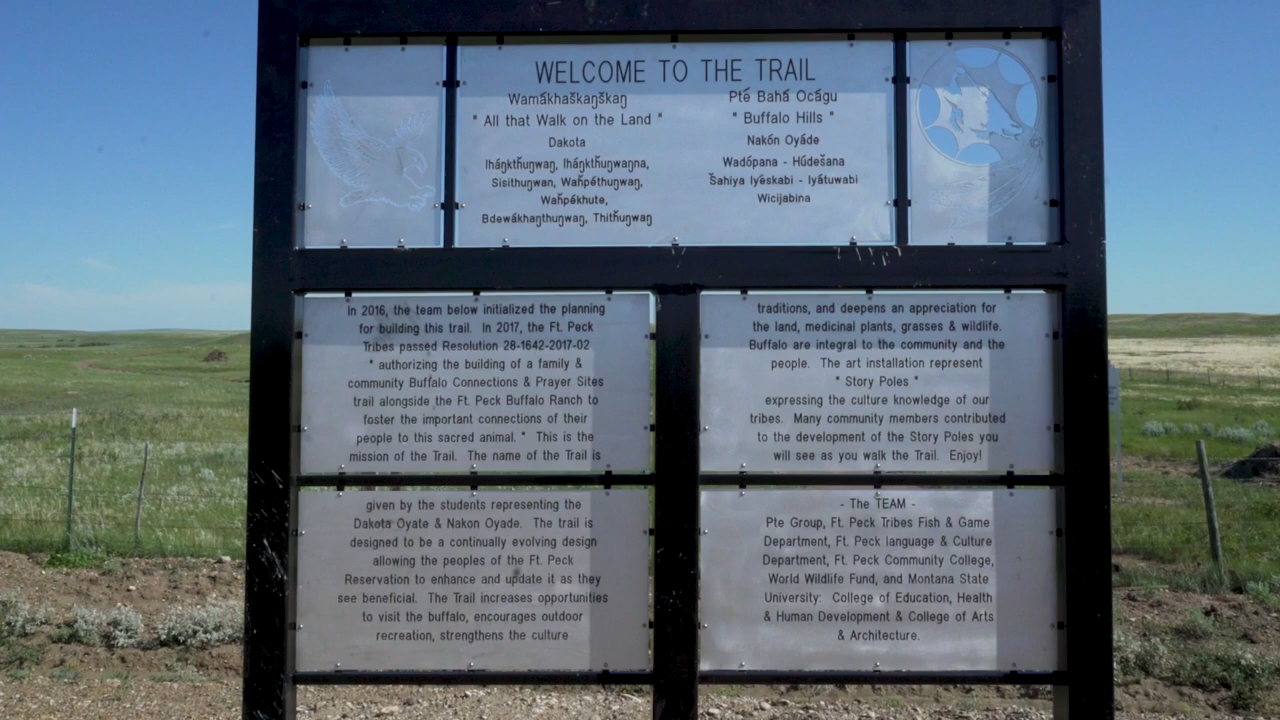 WELCOME TO THE TRAIL
Wamákhaškaŋškaŋ
" All that Walk on the Land "
Dakota
Iháŋktȟuŋwaŋ, Iháŋktȟuŋwaŋna,
Sisithuŋwaŋ, Waȟpéthuŋwaŋ,
Waȟpékhute,
Bdewákhaŋthuŋwaŋ, Thitȟuŋwaŋ
Pté Bahá Ocágu
" Buffalo Hills "
Nakón Oyáde
Wadópana - Húdešana
Šahiya Iyéskabi - Iyátuwabi
Wicijabina
In 2016, the team below initialized the planning
for building this trail. In 2017, the Ft. Peck
Tribes passed Resolution 28-1642-2017-02
" authorizing the building of a family &
community Buffalo Connections & Prayer Sites
trail alongside the Ft. Peck Buffalo Ranch to
foster the important connections of their
people to this sacred animal. " This is the
mission of the Trail. The name of the Trail is
given by the students representing the
Dakota Oyate & Nakon Oyade. The trail is
designed to be a continually evolving design
allowing the peoples of the Ft. Peck
Reservation to enhance and update it as they
see beneficial. The Trail increases opportunities
to visit the buffalo, encourages outdoor
recreation, strengthens the culture
traditions, and deepens an appreciation for
the land, medicinal plants, grasses & wildlife.
Buffalo are integral to the community and the
people. The art installation represent
" Story Poles "
expressing the culture knowledge of our
tribes. Many community members contributed
to the development of the Story Poles you
will see as you walk the Trail. Enjoy!
- The TEAM -
Pte Group, Ft. Peck Tribes Fish & Game
Department, Ft. Peck language & Culture
Department, Ft. Peck Community College,
World Wildlife Fund, and Montana State
University: College of Education, Health
& Human Development & College of Arts
& Architecture.